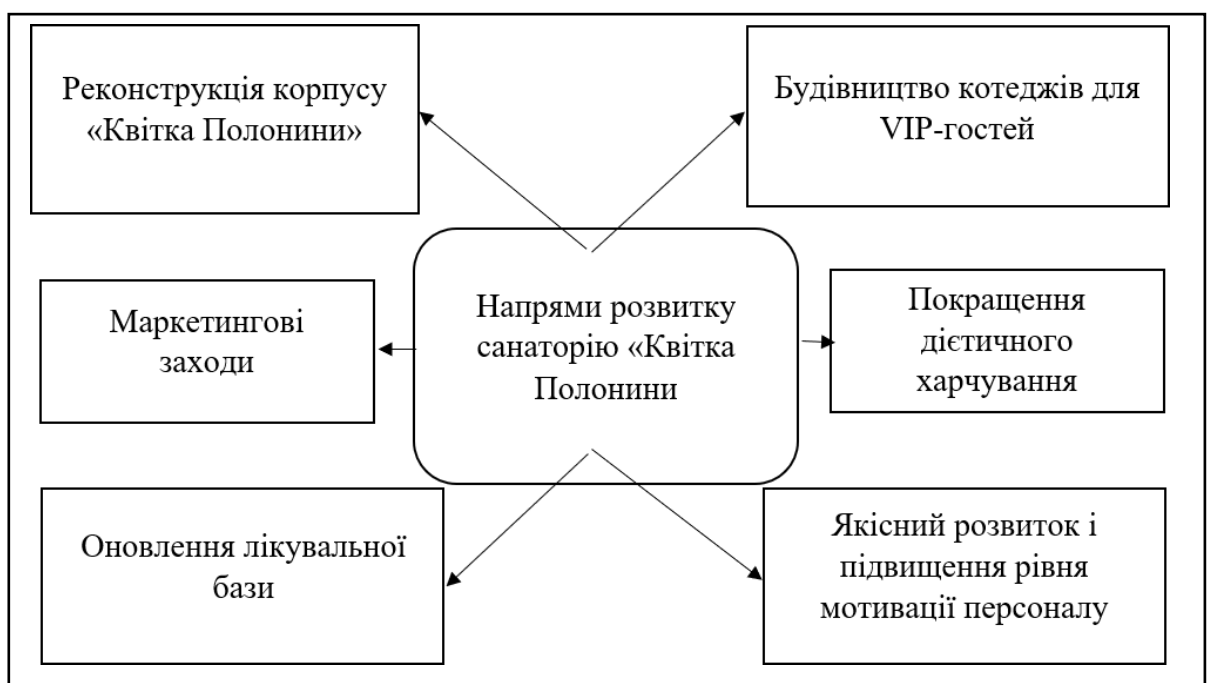 Реконструкція корпусу
«Квітка Полонини»
Будівництво котеджів для
VIP-гостей
Маркетингові
заходи
Напрями розвитку
санаторію «Квітка
Полонини
Покращення
дієтичного
харчування
Оновлення лікувальної
бази
Якісний розвиток і
підвищення рівня
мотивації персоналу